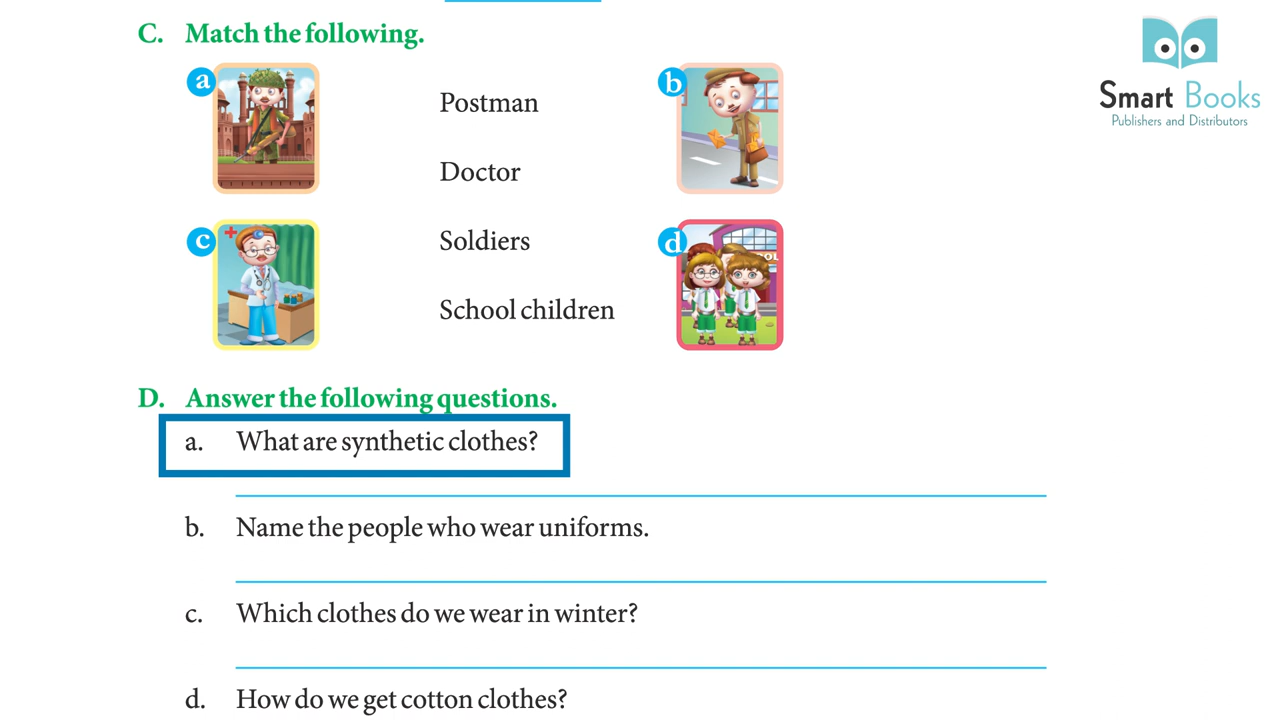 Smart Books
Publishers and Distributors
C. Match the following.
a
Postman
b
Doctor
c
Soldiers
d
School children
D. Answer the following questions.
a. What are synthetic clothes?
b. Name the people who wear uniforms.
c. Which clothes do we wear in winter?
d. How do we get cotton clothes?